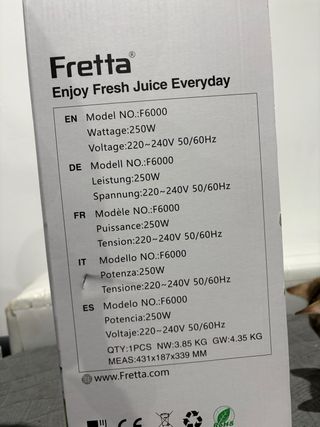 Fretta®
Enjoy Fresh Juice Everyday
EN Model NO.:F6000
Wattage:250W
Voltage:220~240V 50/60Hz
DE Modell NO.:F6000
Leistung:250W
Spannung:220~240V 50/60Hz
FR Modèle NO.:F6000
Puissance:250W
Tension:220~240V 50/60Hz
IT Modello NO.:F6000
Potenza:250W
Tensione:220~240V 50/60Hz
ES Modelo NO.:F6000
Potencia:250W
Voltaje:220~240V 50/60Hz
QTY:1PCS NW:3.85 KG GW:4.35 KG
MEAS:431x187x339 MM
www.Fretta.com
CE
RoHS